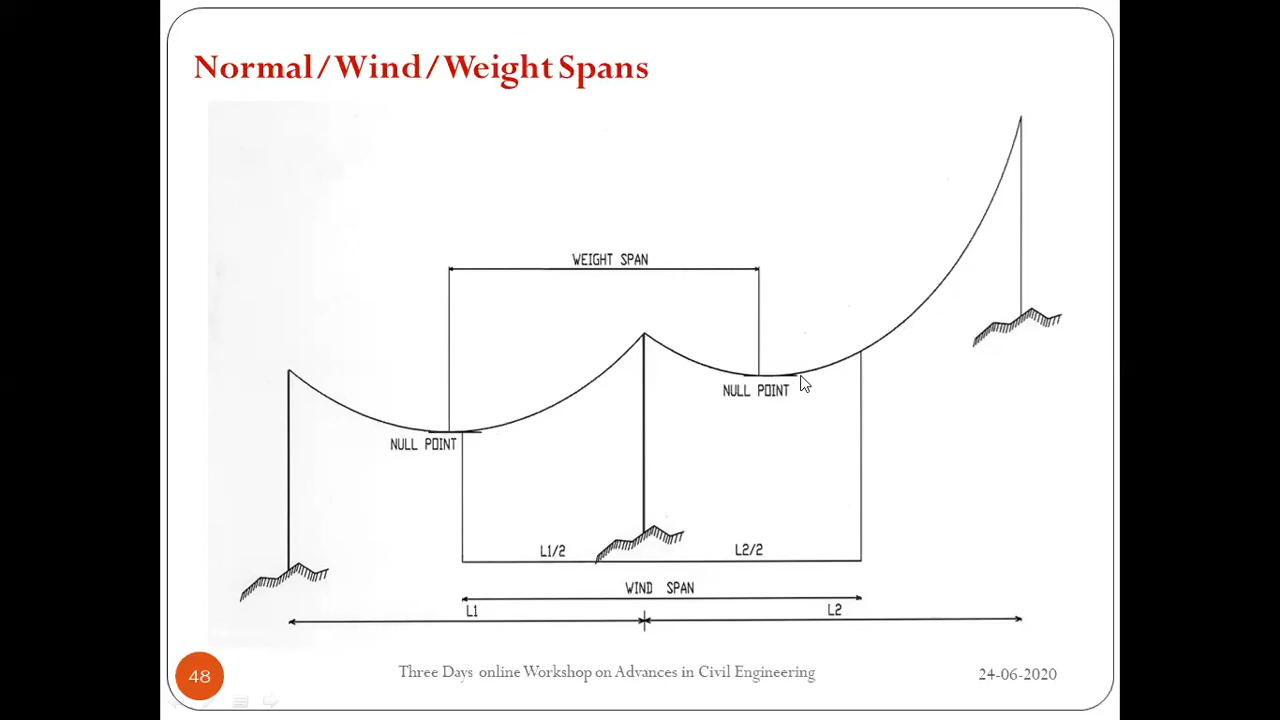 Normal/Wind/Weight Spans
WEIGHT SPAN
NULL POINT
NULL POINT
L1/2
L2/2
WIND SPAN
L1
L2
48
Three Days online Workshop on Advances in Civil Engineering
24-06-2020